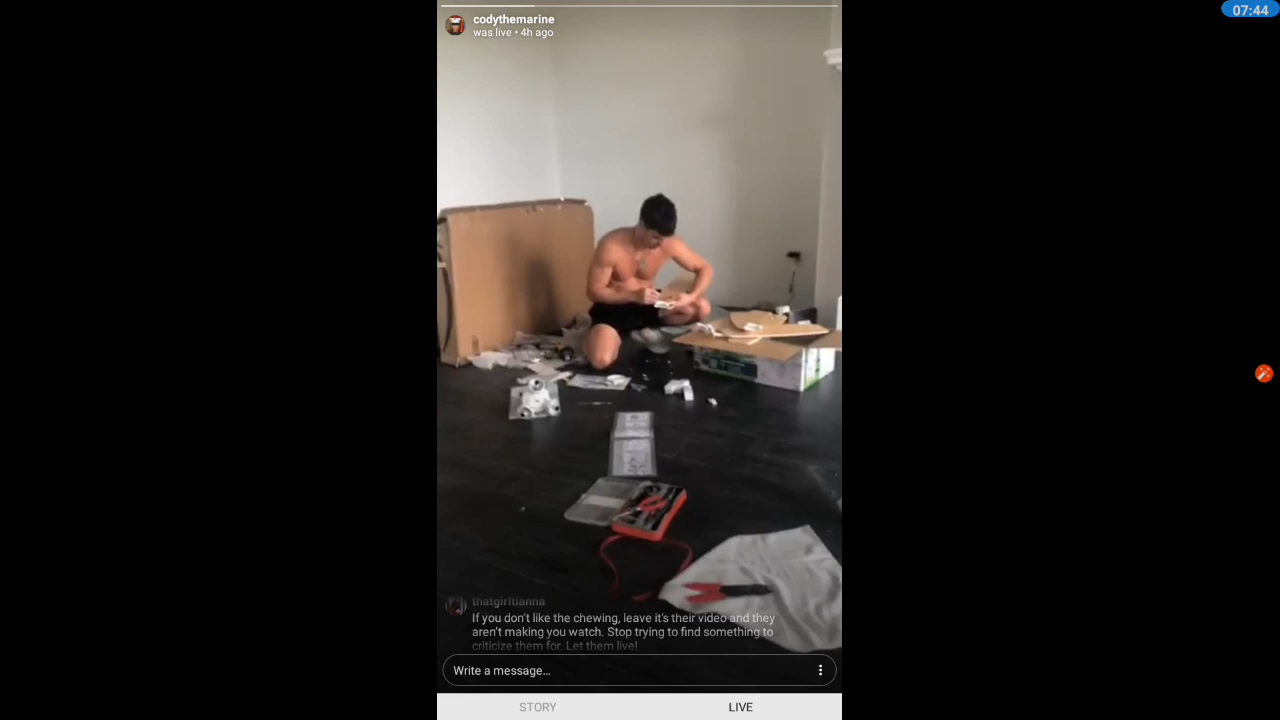 07:44
codythemarine
was live • 4h ago
thatgirltianna
If you don't like the chewing, leave it's their video and they
aren't making you watch. Stop trying to find something to
criticize them for. Let them live!
Write a message...
STORY LIVE